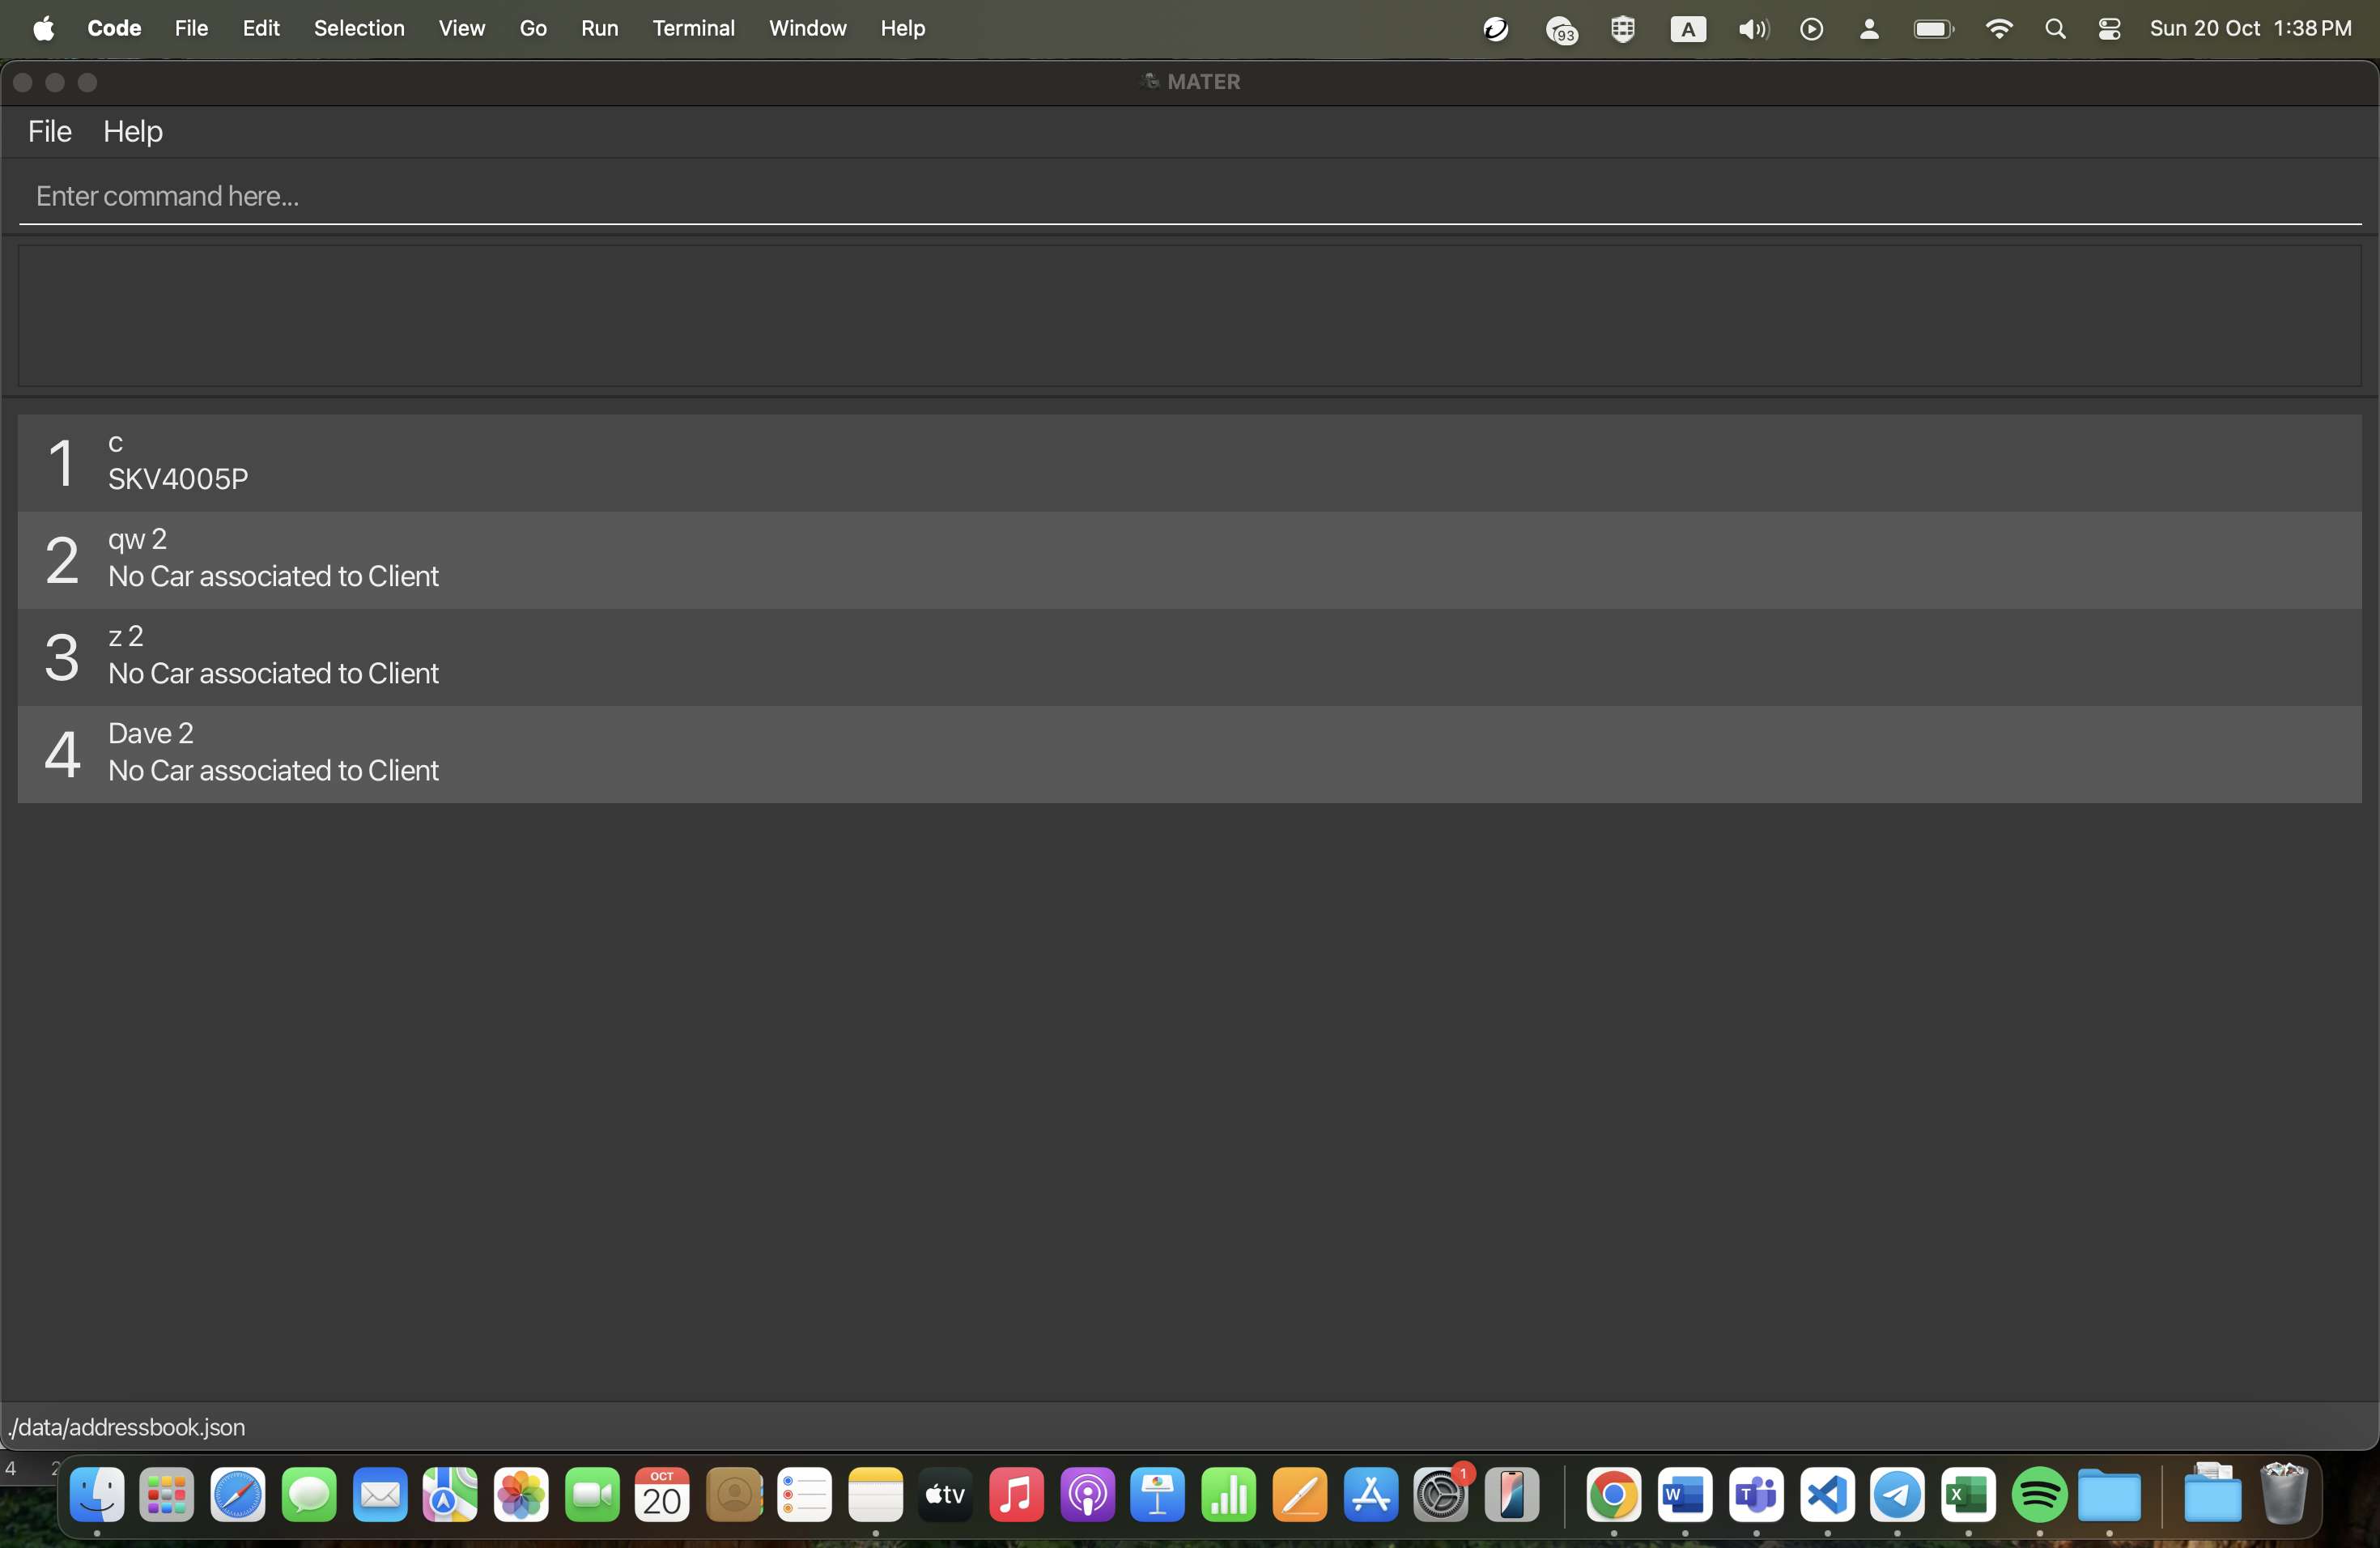 Code File Edit Selection View Go Run Terminal Window Help 93 A Sun 20 Oct 1:38 PM
MATER
File Help
Enter command here...
1 c
SKV4005P
2 qw 2
No Car associated to Client
3 z 2
No Car associated to Client
4 Dave 2
No Car associated to Client
./data/addressbook.json
4
OCT
20
tv
1
W
T
X